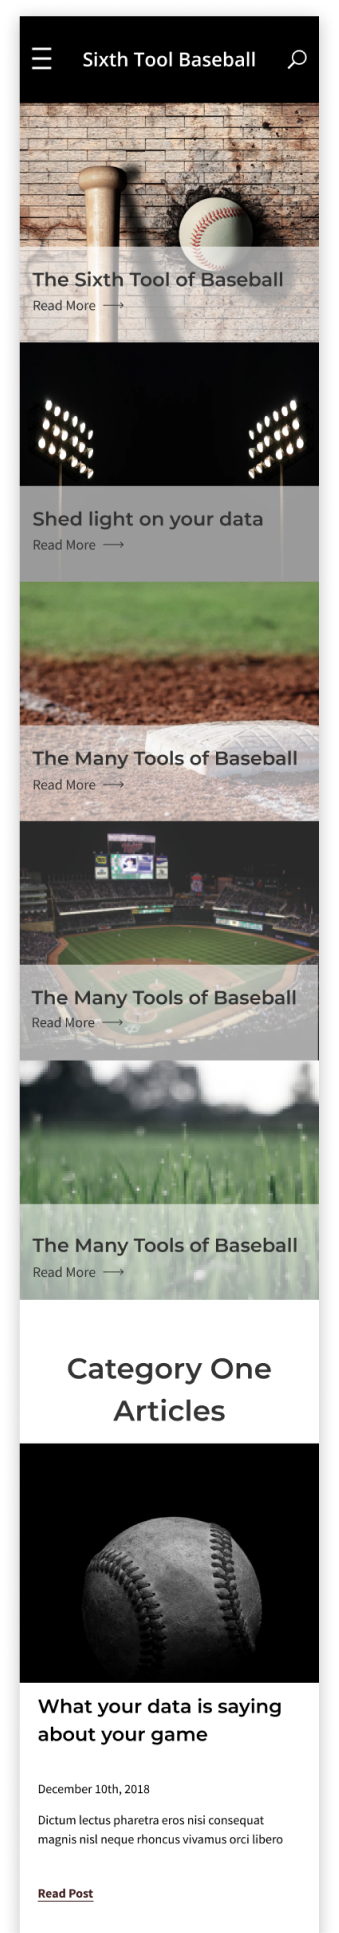 Sixth Tool Baseball
The Sixth Tool of Baseball
Read More
Shed light on your data
Read More
The Many Tools of Baseball
Read More
The Many Tools of Baseball
Read More
The Many Tools of Baseball
Read More
Category One
Articles
What your data is saying
about your game
December 10th, 2018
Dictum lectus pharetra eros nisi consequat
magnis nisl neque rhoncus vivamus orci libero
Read Post